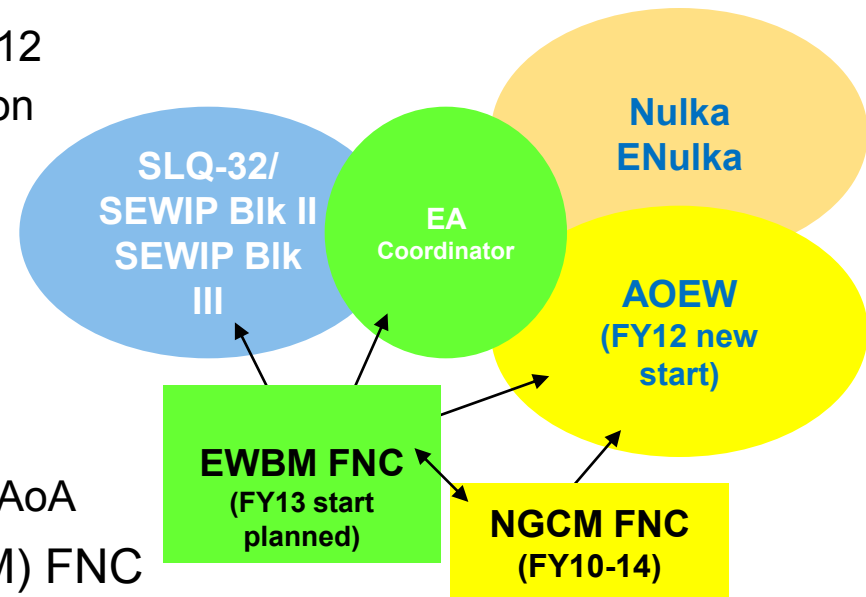 12
on
Nulka
ENulka
SLQ-32/
SEWIP Blk II
SEWIP Blk
III
EA
Coordinator
AOEW
(FY12 new
start)
EWBM FNC
(FY13 start
planned)
NGCM FNC
(FY10-14)
AoA
M) FNC